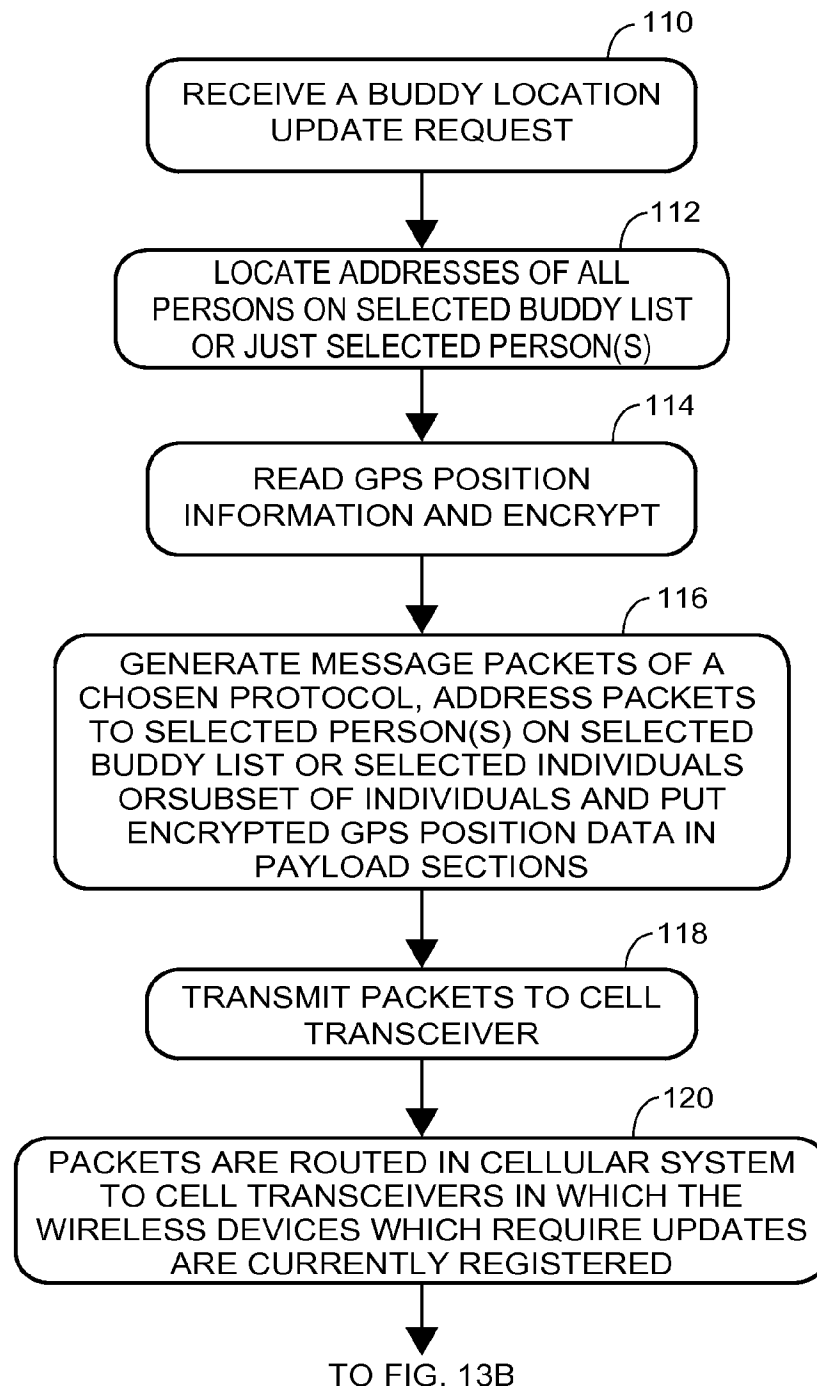 110
RECEIVE A BUDDY LOCATION
UPDATE REQUEST
112
LOCATE ADDRESSES OF ALL
PERSONS ON SELECTED BUDDY LIST
OR JUST SELECTED PERSON(S)
114
READ GPS POSITION
INFORMATION AND ENCRYPT
116
GENERATE MESSAGE PACKETS OF A
CHOSEN PROTOCOL, ADDRESS PACKETS
TO SELECTED PERSON(S) ON SELECTED
BUDDY LIST OR SELECTED INDIVIDUALS
ORSUBSET OF INDIVIDUALS AND PUT
ENCRYPTED GPS POSITION DATA IN
PAYLOAD SECTIONS
118
TRANSMIT PACKETS TO CELL
TRANSCEIVER
120
PACKETS ARE ROUTED IN CELLULAR SYSTEM
TO CELL TRANSCEIVERS IN WHICH THE
WIRELESS DEVICES WHICH REQUIRE UPDATES
ARE CURRENTLY REGISTERED
TO FIG. 13B